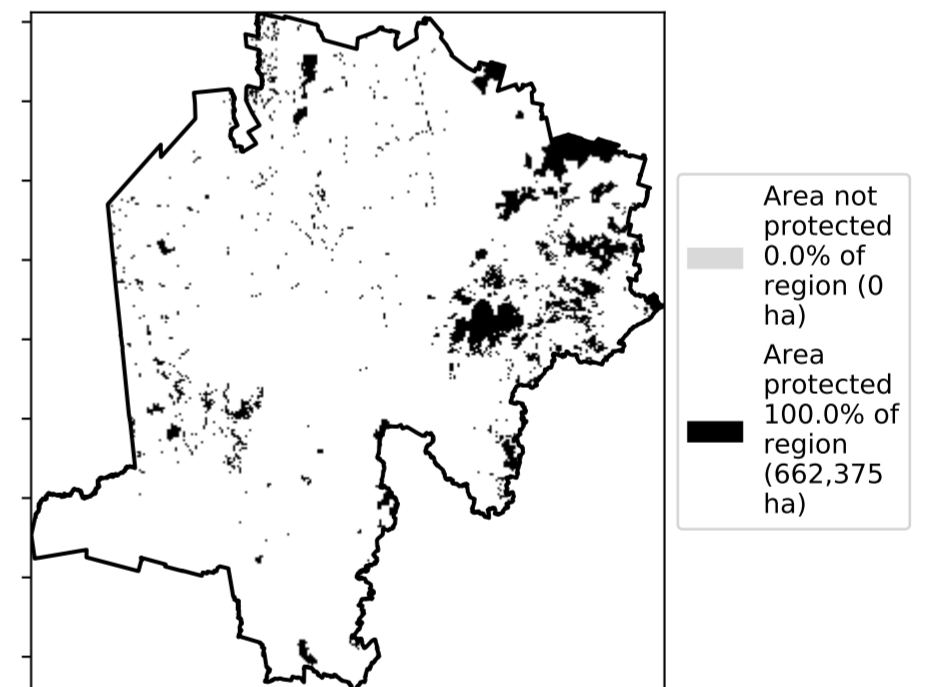 Area not
protected
0.0% of
region (0
ha)
Area
protected
100.0% of
region
(662,375
ha)